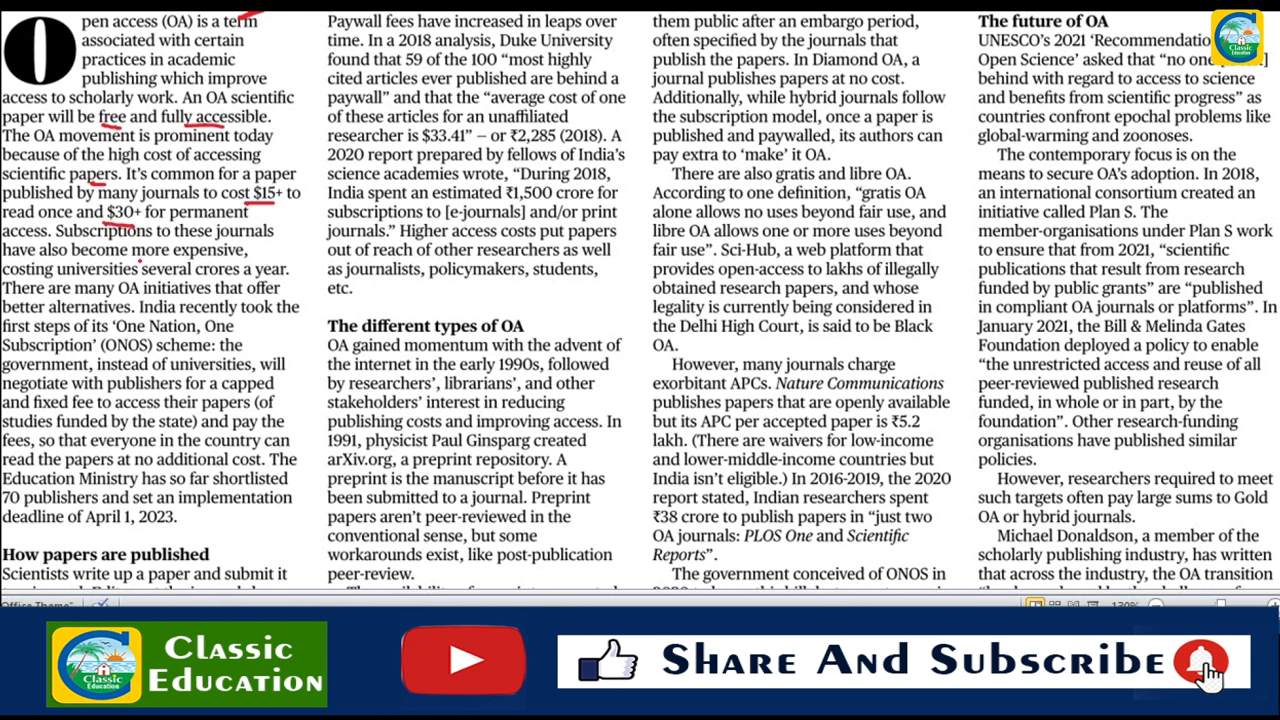 Open access (OA) is a term
associated with certain
practices in academic
publishing which improve
access to scholarly work. An OA scientific
paper will be free and fully accessible.
The OA movement is prominent today
because of the high cost of accessing
scientific papers. It's common for a paper
published by many journals to cost $15+ to
read once and $30+ for permanent
access. Subscriptions to these journals
have also become more expensive,
costing universities several crores a year.
There are many OA initiatives that offer
better alternatives. India recently took the
first steps of its 'One Nation, One
Subscription' (ONOS) scheme: the
government, instead of universities, will
negotiate with publishers for a capped
and fixed fee to access their papers (of
studies funded by the state) and pay the
fees, so that everyone in the country can
read the papers at no additional cost. The
Education Ministry has so far shortlisted
70 publishers and set an implementation
deadline of April 1, 2023.
How papers are published
Scientists write up a paper and submit it
Paywall fees have increased in leaps over
time. In a 2018 analysis, Duke University
found that 59 of the 100 "most highly
cited articles ever published are behind a
paywall" and that the "average cost of one
of these articles for an unaffiliated
researcher is $33.41" – or ₹2,285 (2018). A
2020 report prepared by fellows of India's
science academies wrote, "During 2018,
India spent an estimated ₹1,500 crore for
subscriptions to [e-journals] and/or print
journals." Higher access costs put papers
out of reach of other researchers as well
as journalists, policymakers, students,
etc.
The different types of OA
OA gained momentum with the advent of
the internet in the early 1990s, followed
by researchers', librarians', and other
stakeholders' interest in reducing
publishing costs and improving access. In
1991, physicist Paul Ginsparg created
arXiv.org, a preprint repository. A
preprint is the manuscript before it has
been submitted to a journal. Preprint
papers aren't peer-reviewed in the
conventional sense, but some
workarounds exist, like post-publication
peer-review.
them public after an embargo period,
often specified by the journals that
publish the papers. In Diamond OA, a
journal publishes papers at no cost.
Additionally, while hybrid journals follow
the subscription model, once a paper is
published and paywalled, its authors can
pay extra to 'make' it OA.
There are also gratis and libre OA.
According to one definition, "gratis OA
alone allows no uses beyond fair use, and
libre OA allows one or more uses beyond
fair use". Sci-Hub, a web platform that
provides open-access to lakhs of illegally
obtained research papers, and whose
legality is currently being considered in
the Delhi High Court, is said to be Black
OA.
However, many journals charge
exorbitant APCs. Nature Communications
publishes papers that are openly available
but its APC per accepted paper is ₹5.2
lakh. (There are waivers for low-income
and lower-middle-income countries but
India isn't eligible.) In 2016-2019, the 2020
report stated, Indian researchers spent
₹38 crore to publish papers in "just two
OA journals: PLOS One and Scientific
Reports".
The government conceived of ONOS in
The future of OA
UNESCO's 2021 'Recommendatio
Open Science' asked that "no one
behind with regard to access to science
and benefits from scientific progress" as
countries confront epochal problems like
global-warming and zoonoses.
The contemporary focus is on the
means to secure OA's adoption. In 2018,
an international consortium created an
initiative called Plan S. The
member-organisations under Plan S work
to ensure that from 2021, "scientific
publications that result from research
funded by public grants" are "published
in compliant OA journals or platforms". In
January 2021, the Bill & Melinda Gates
Foundation deployed a policy to enable
"the unrestricted access and reuse of all
peer-reviewed published research
funded, in whole or in part, by the
foundation". Other research-funding
organisations have published similar
policies.
However, researchers required to meet
such targets often pay large sums to Gold
OA or hybrid journals.
Michael Donaldson, a member of the
scholarly publishing industry, has written
that across the industry, the OA transition
Classic
Education
130%
Classic
Education
Classic
Education
Share And Subscribe